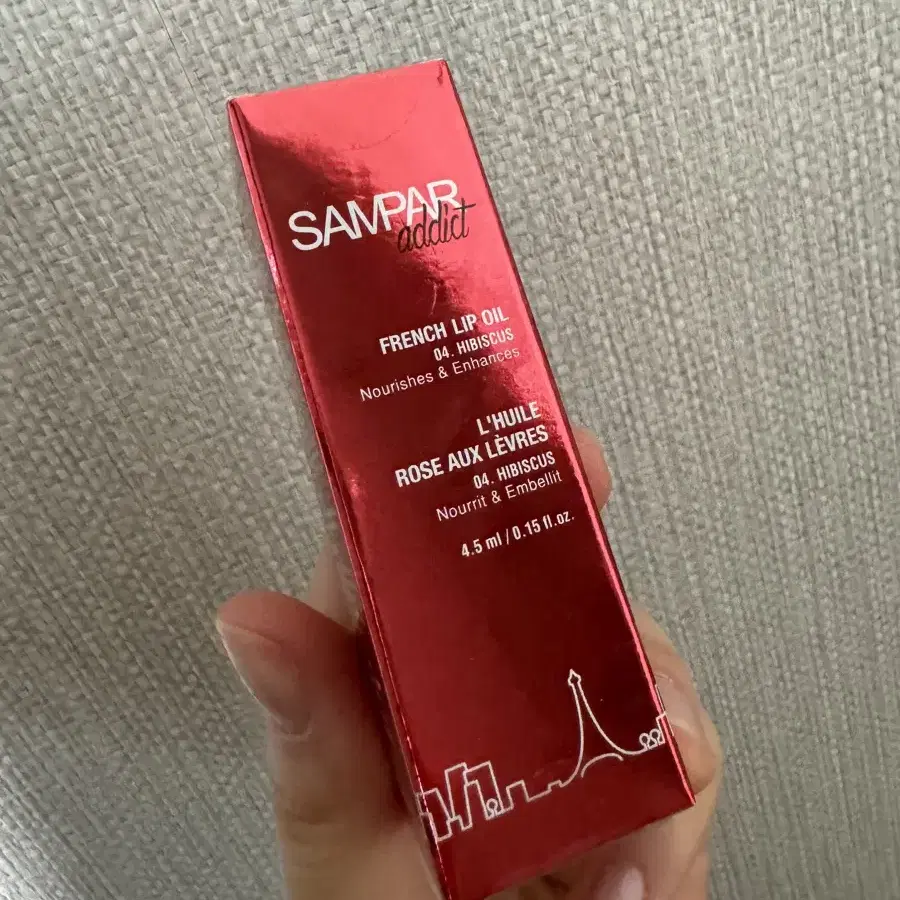 SAMPAR
addict
FRENCH LIP OIL
04. HIBISCUS
Nourishes & Enhances
L'HUILE
ROSE AUX LÈVRES
04. HIBISCUS
Nourrit & Embellit
4.5 ml / 0.15 fl.oz.